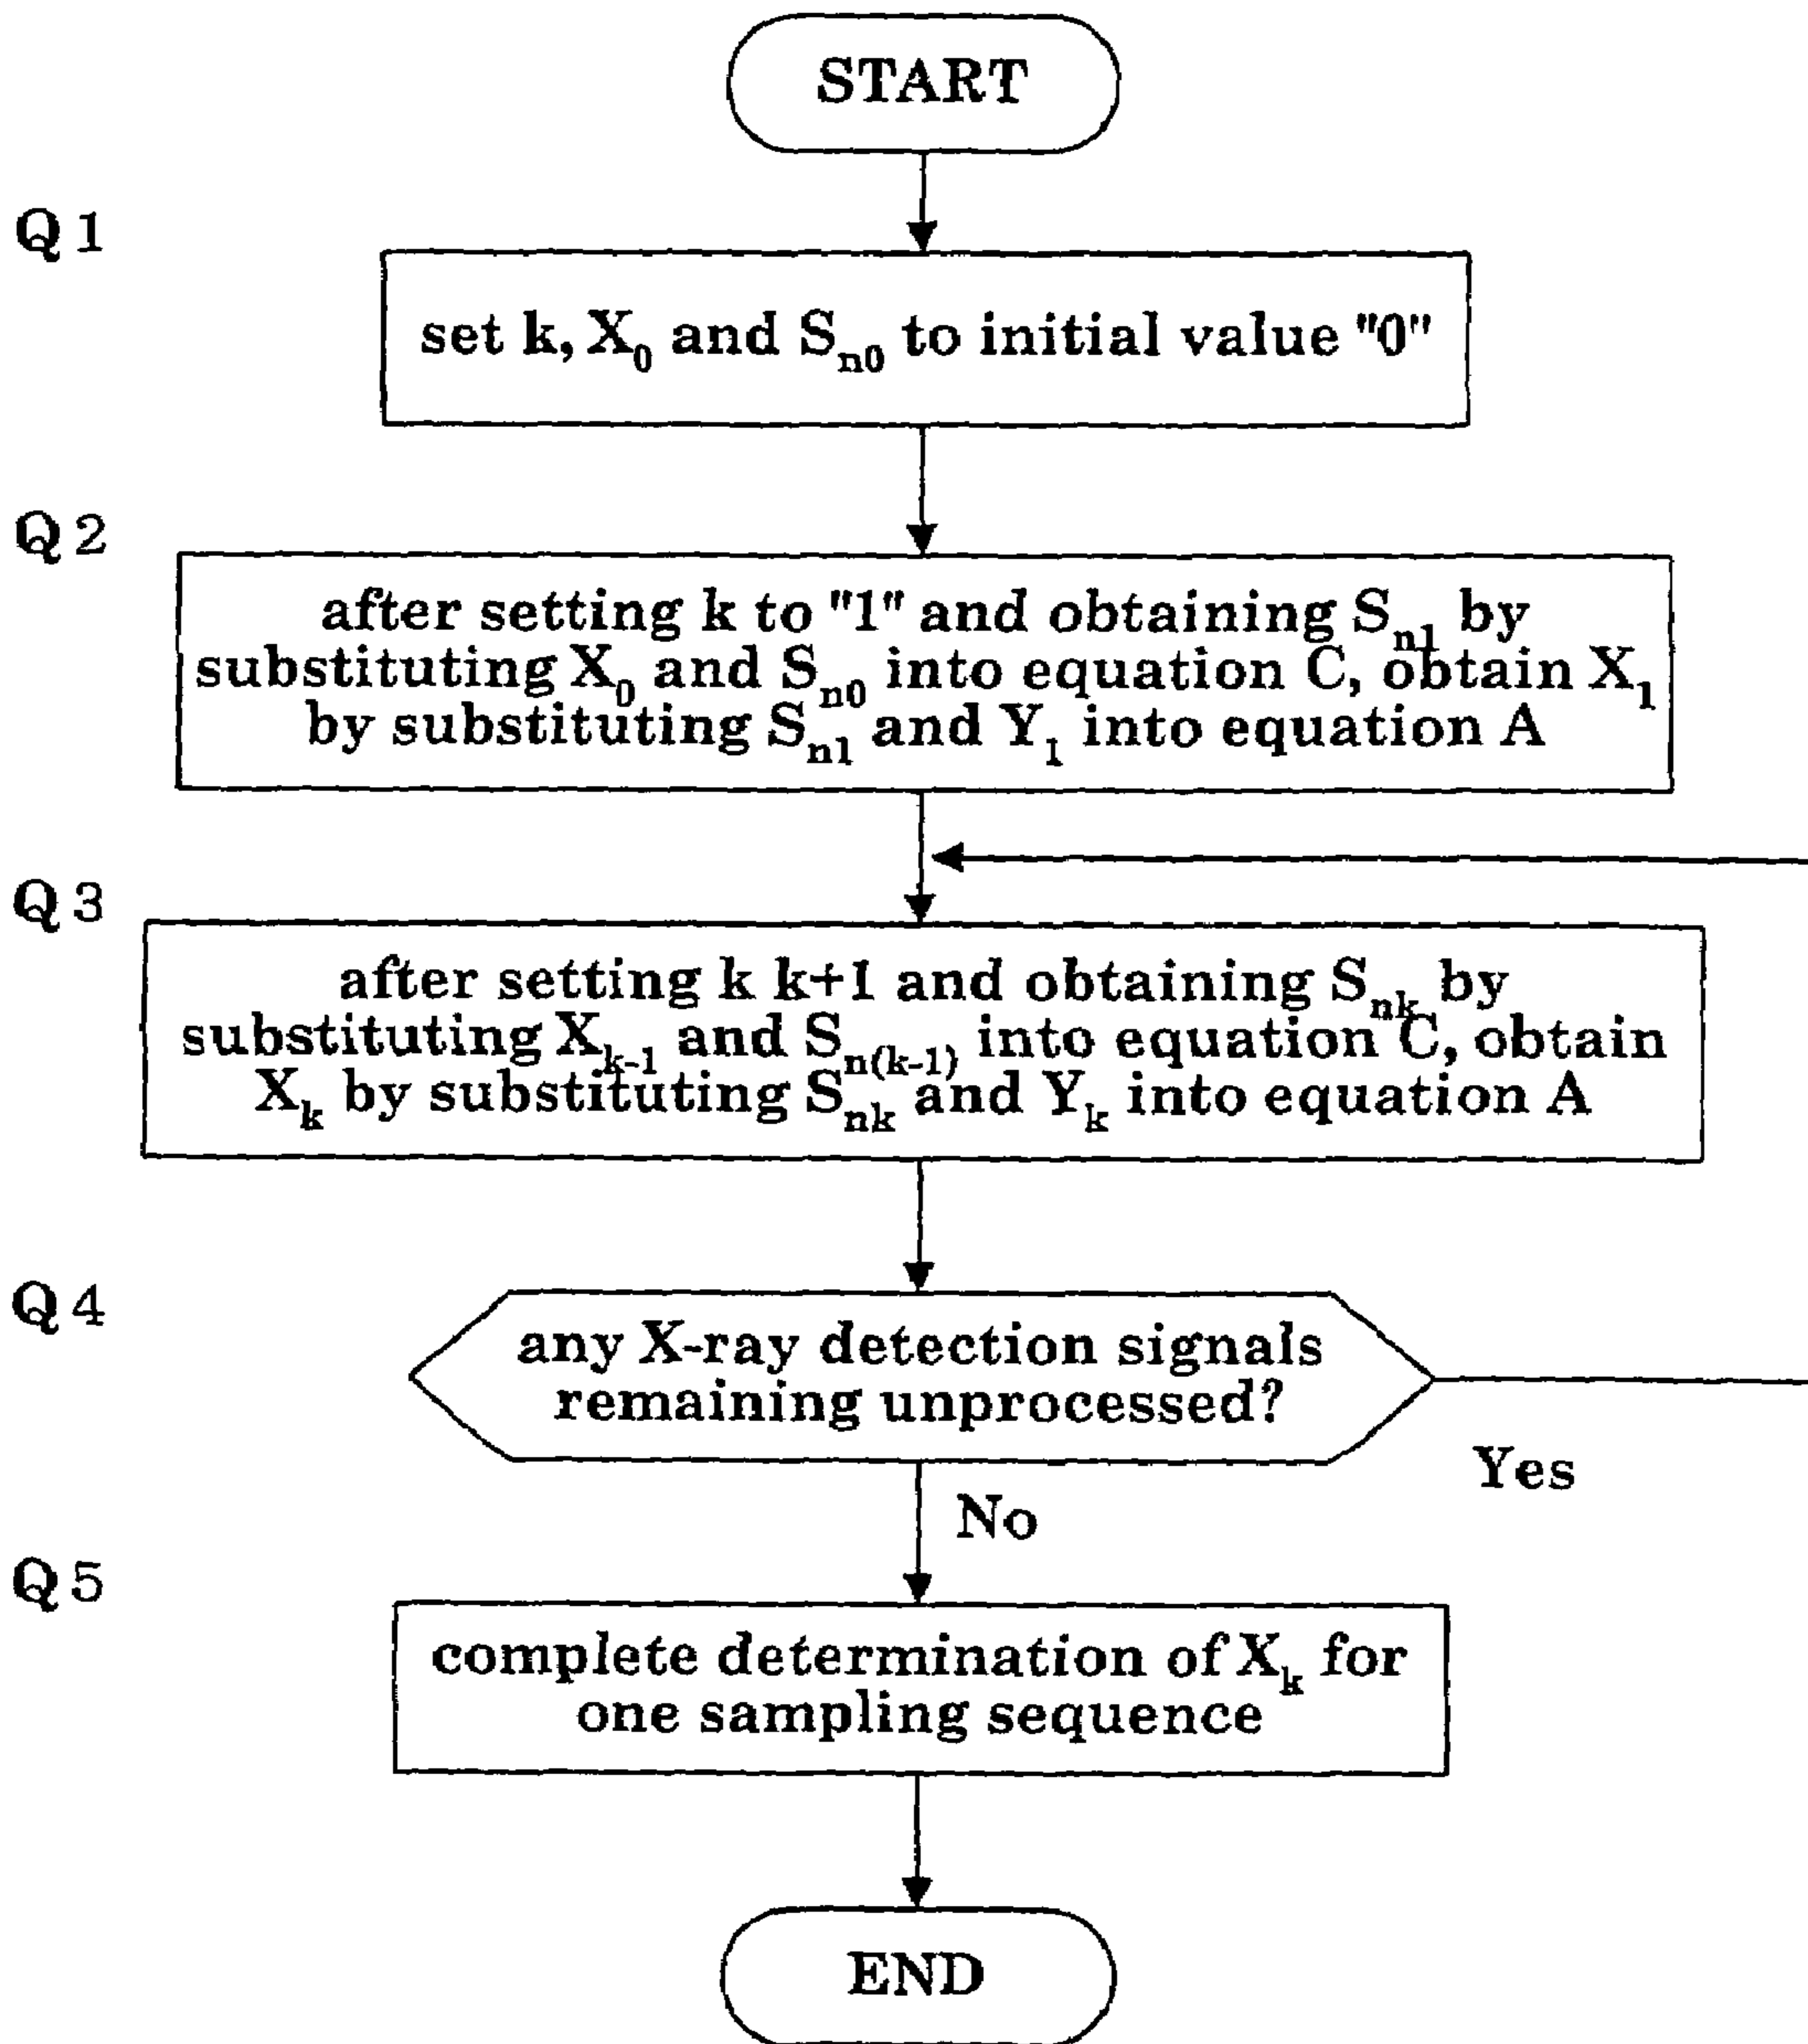 START
Q1
set k, X₀ and Sₙ₀ to initial value "0"
Q2
after setting k to "1" and obtaining Sₙ₁ by
substituting X₀ and Sₙ₀ into equation C, obtain X₁
by substituting Sₙ₁ and Y₁ into equation A
Q3
after setting k k+1 and obtaining Sₙₖ by
substituting Xₖ₋₁ and Sₙ₍ₖ₋₁₎ into equation C, obtain
Xₖ by substituting Sₙₖ and Yₖ into equation A
Q4
any X-ray detection signals
remaining unprocessed?
Yes
No
Q5
complete determination of Xₖ for
one sampling sequence
END